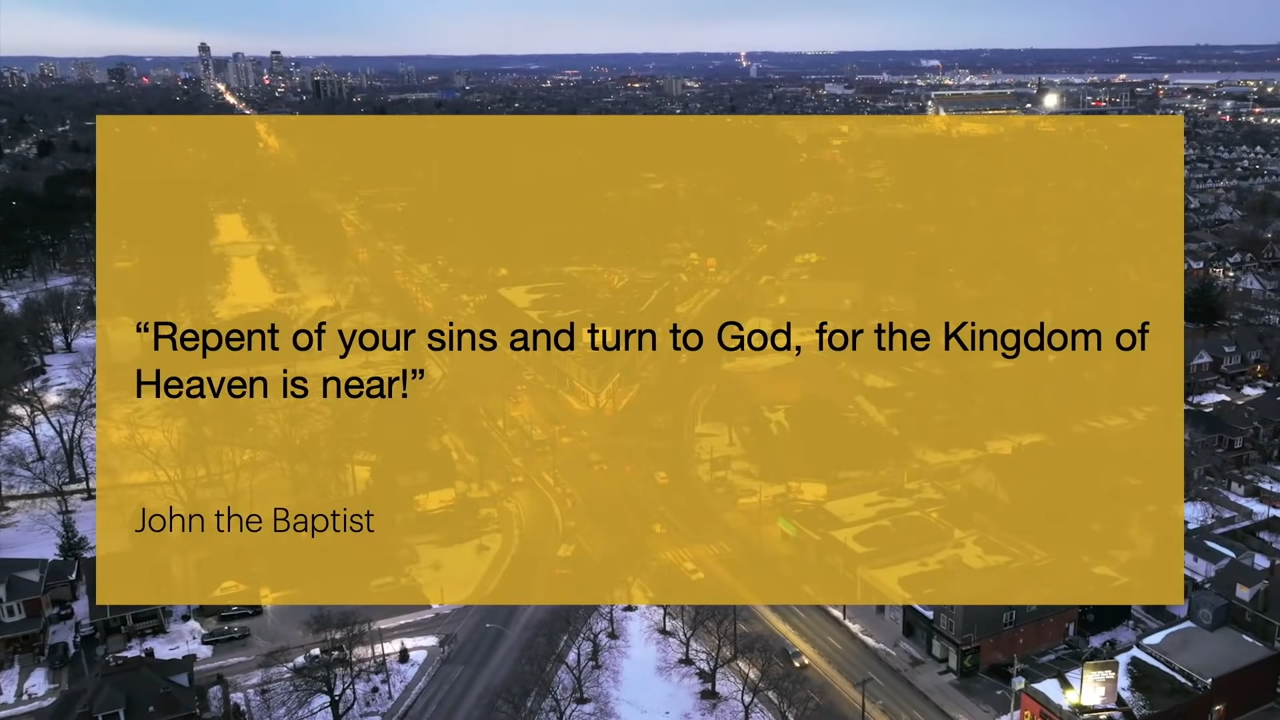 “Repent of your sins and turn to God, for the Kingdom of
Heaven is near!”
John the Baptist